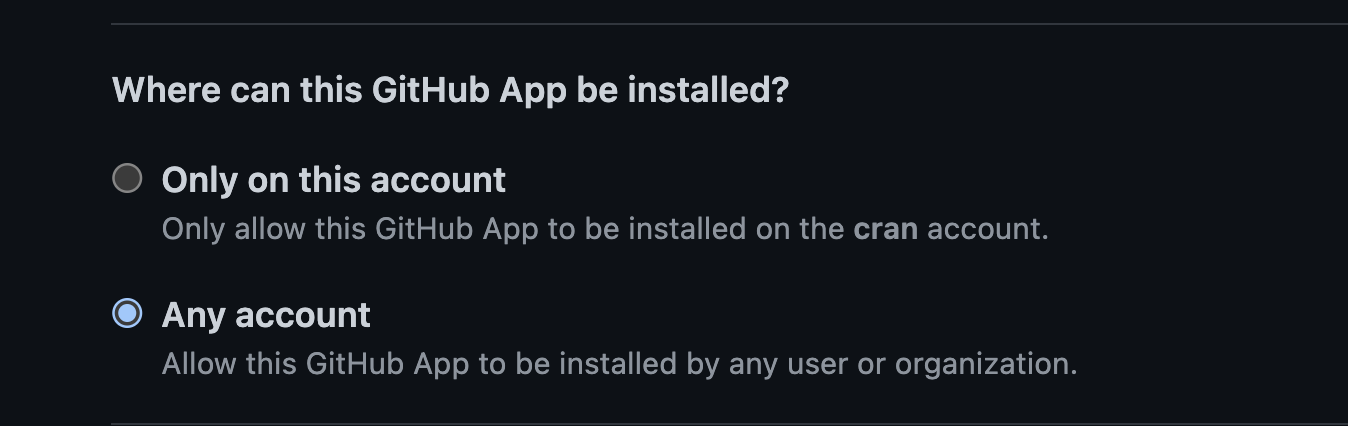 Where can this GitHub App be installed?
Only on this account
Only allow this GitHub App to be installed on the cran account.
Any account
Allow this GitHub App to be installed by any user or organization.